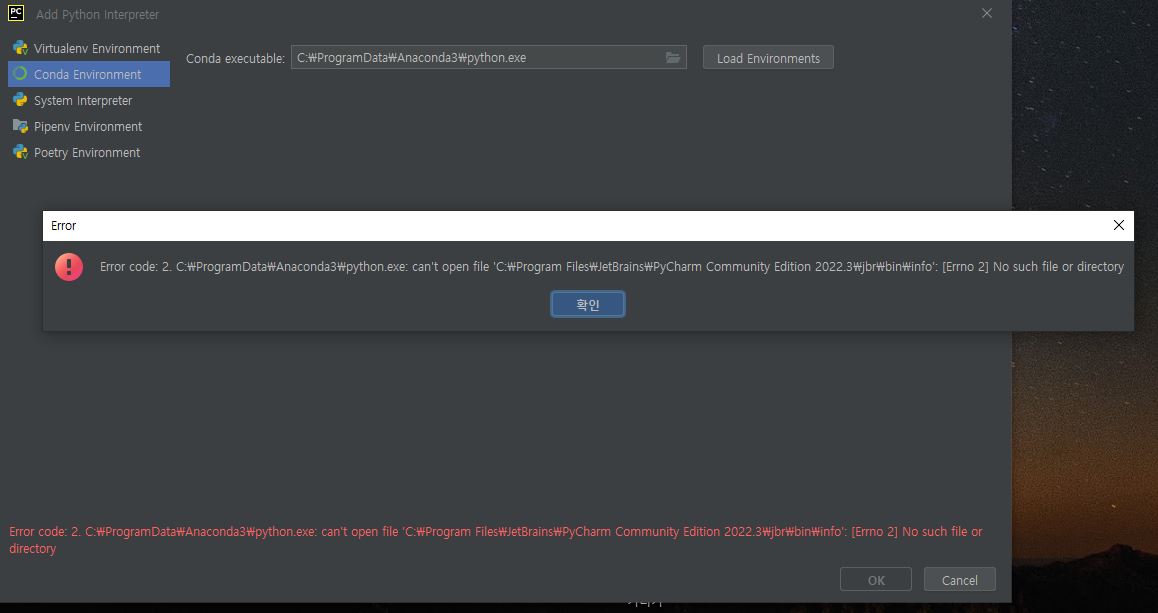 PC
Add Python Interpreter
Virtualenv Environment
Conda Environment
System Interpreter
Pipenv Environment
Poetry Environment
Conda executable: C:₩ProgramData₩Anaconda3₩python.exe Load Environments
Error
Error code: 2. C:₩ProgramData₩Anaconda3₩python.exe: can't open file 'C:₩Program Files₩JetBrains₩PyCharm Community Edition 2022.3₩jbr₩bin₩info': [Errno 2] No such file or directory
확인
Error code: 2. C:₩ProgramData₩Anaconda3₩python.exe: can't open file 'C:₩Program Files₩JetBrains₩PyCharm Community Edition 2022.3₩jbr₩bin₩info': [Errno 2] No such file or
directory
OK Cancel